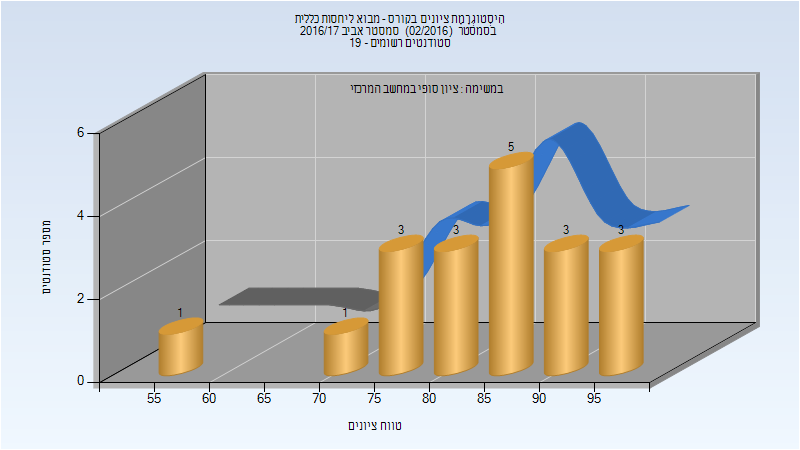 היסטוגרמת ציונים בקורס - מבוא ליחסות כללית
בסמסטר (02/2016) סמסטר אביב 2016/17
סטודנטים רשומים - 19
במשימה : ציון סופי במחשב המרכזי
6
4
2
0
מספר סטודנטים
1
1
3
3
5
3
3
55 60 65 70 75 80 85 90 95
טווח ציונים